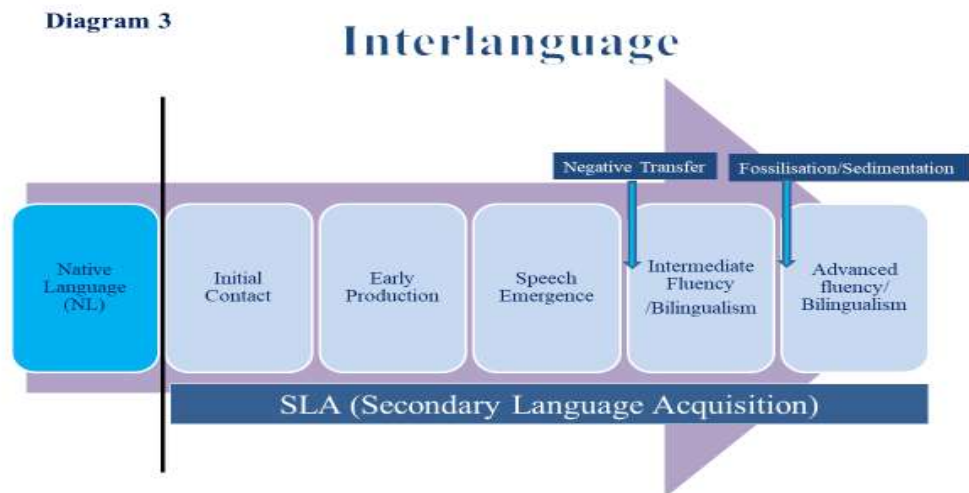 Diagram 3
Interlanguage
Negative Transfer
Fossilisation/Sedimentation
Native
Language
(NL)
Initial
Contact
Early
Production
Speech
Emergence
Intermediate
Fluency
/Bilingualism
Advanced
fluency/
Bilingualism
SLA (Secondary Language Acquisition)